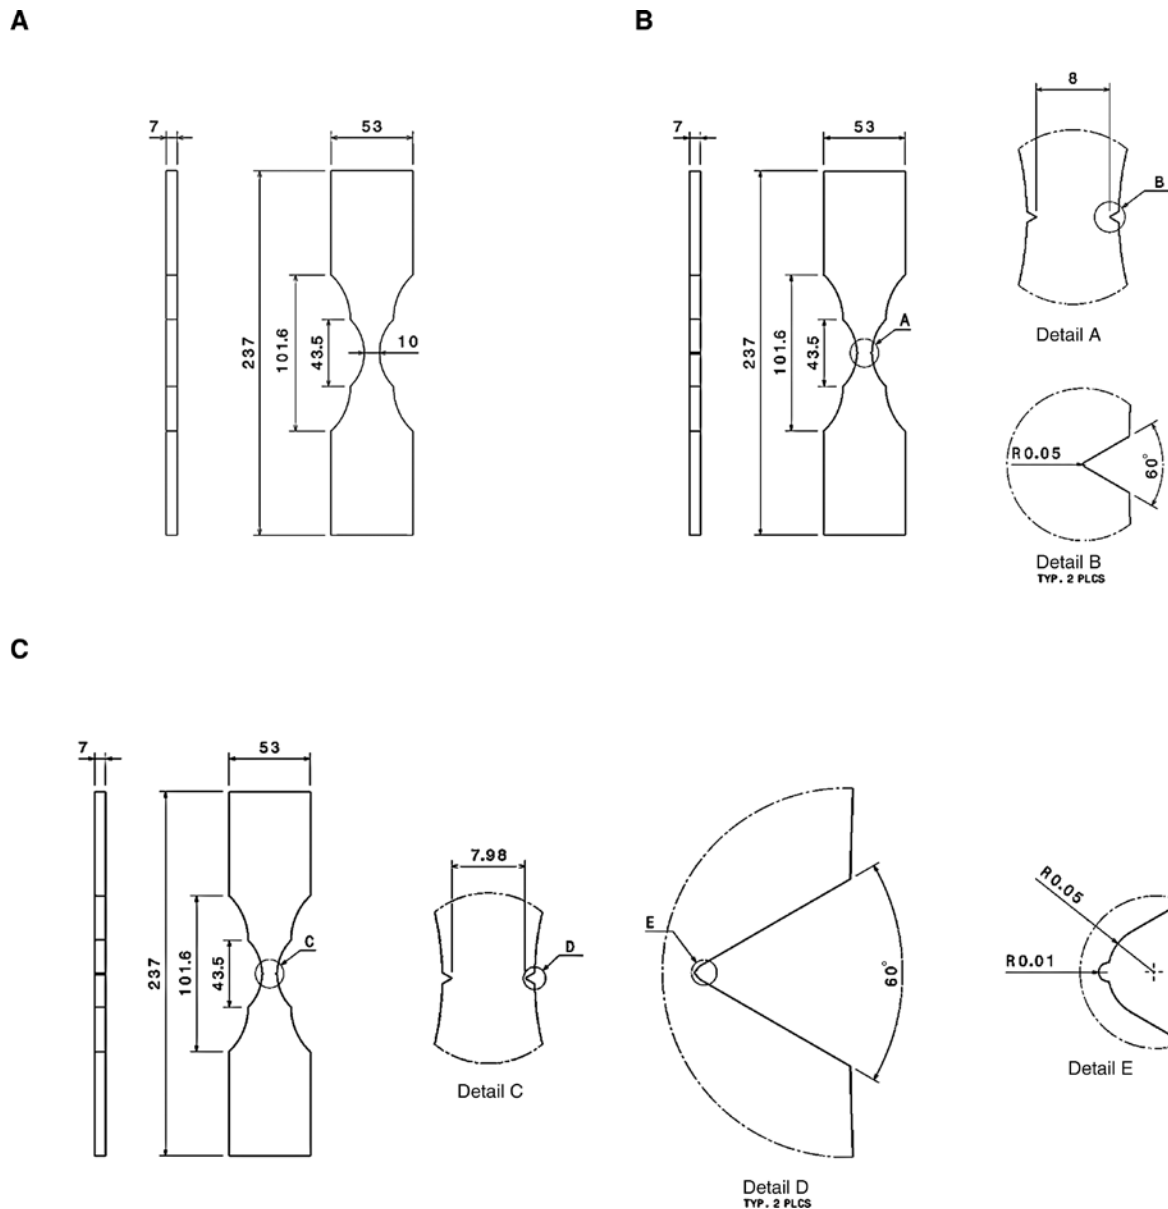 A
7
53
237
101.6
43.5
10
B
7
53
237
101.6
43.5
A
8
B
Detail A
R0.05
60°
Detail B
TYP. 2 PLCS
C
7
53
237
101.6
43.5
C
7.98
D
Detail C
E
60°
Detail D
TYP. 2 PLCS
R0.05
R0.01
Detail E